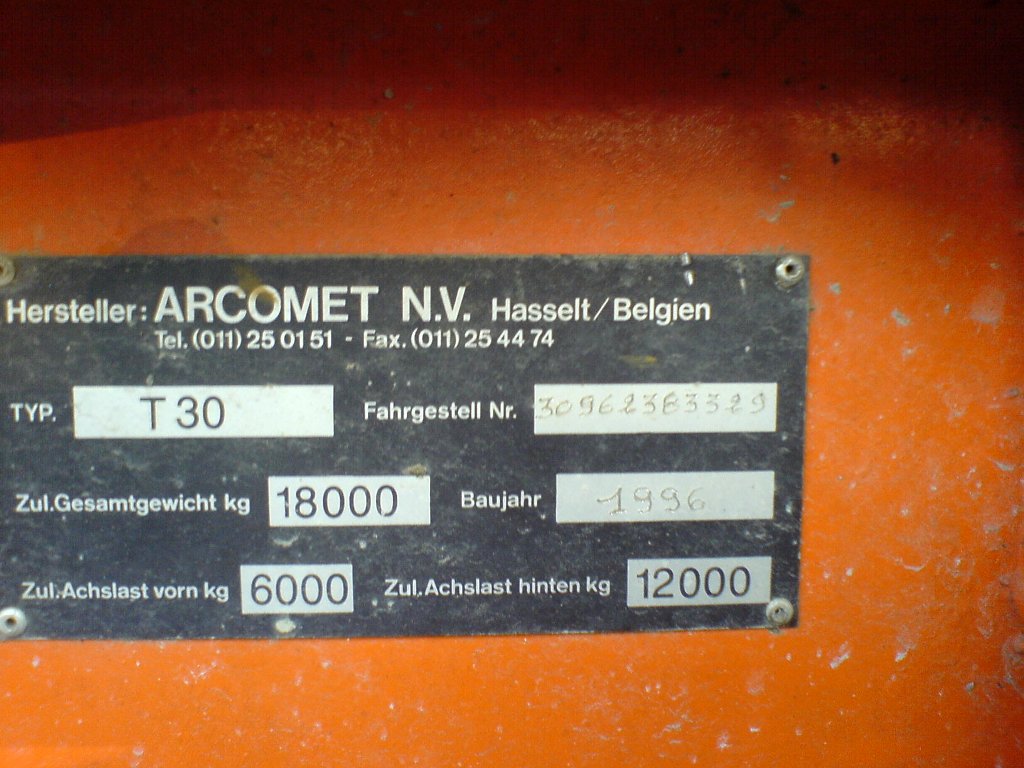 Hersteller: ARCOMET N.V. Hasselt/Belgien
Tel. (011) 25 01 51 - Fax. (011) 25 44 74
TYP. T 30 Fahrgestell Nr. 30962383329
Zul.Gesamtgewicht kg 18000 Baujahr 1996
Zul.Achslast vorn kg 6000 Zul.Achslast hinten kg 12000